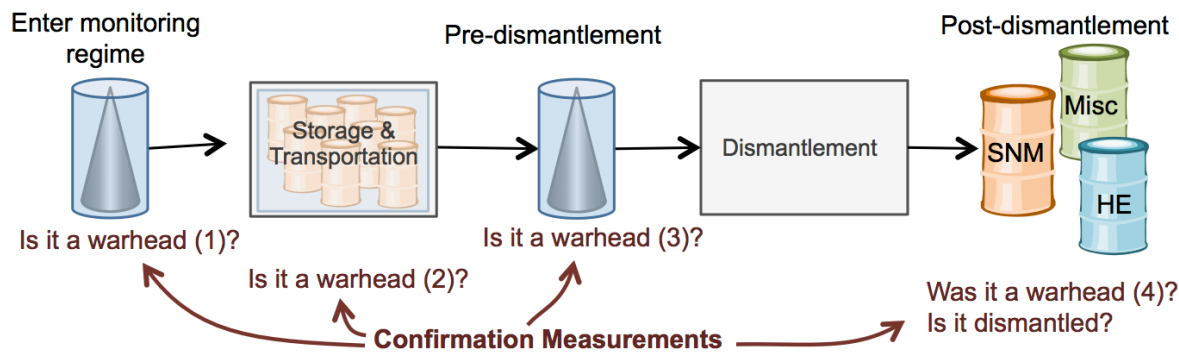 Enter monitoring
regime
Pre-dismantlement
Post-dismantlement
Storage &
Transportation
Dismantlement
Misc
SNM
HE
Is it a warhead (1)?
Is it a warhead (2)?
Is it a warhead (3)?
Was it a warhead (4)?
Is it dismantled?
Confirmation Measurements